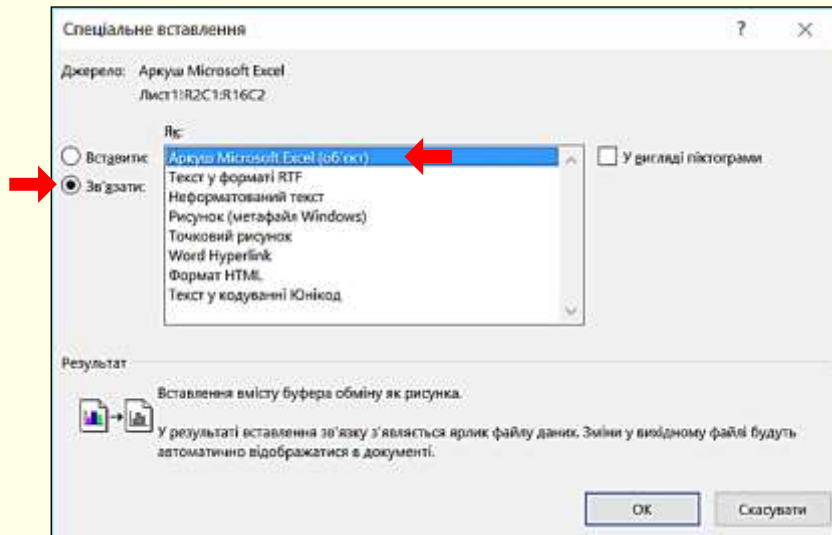 Спеціальне вставлення
?
Джерело: Аркуш Microsoft Excel
Лист1!R2C1:R16C2
Як:
Вставити:
Зв'язати:
Аркуш Microsoft Excel (об'єкт)
Текст у форматі RTF
Неформатований текст
Рисунок (метафайл Windows)
Точковий рисунок
Word Hyperlink
Формат HTML
Текст у кодуванні Юнікод
У вигляді піктограми
Результат
Вставлення вмісту буфера обміну як рисунка.
У результаті вставлення зв'язку з'являється ярлик файлу даних. Зміни у вихідному файлі будуть
автоматично відображатися в документі.
ОК
Скасувати